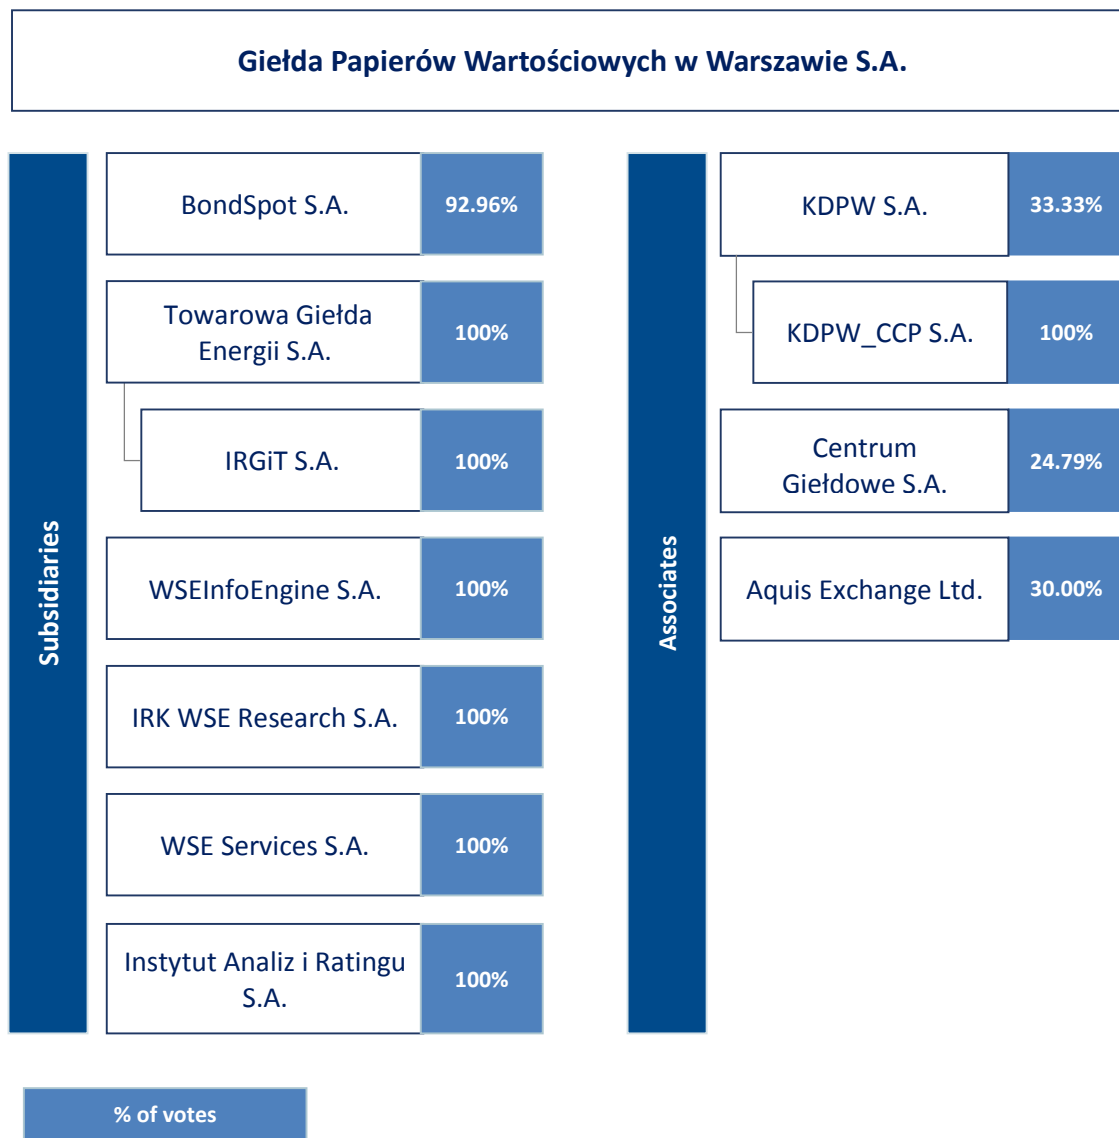 Giełda Papierów Wartościowych w Warszawie S.A.
Subsidiaries
BondSpot S.A.
92.96%
Towarowa Giełda
Energii S.A.
100%
IRGiT S.A.
100%
WSEInfoEngine S.A.
100%
IRK WSE Research S.A.
100%
WSE Services S.A.
100%
Instytut Analiz i Ratingu
S.A.
100%
Associates
KDPW S.A.
33.33%
KDPW_CCP S.A.
100%
Centrum
Giełdowe S.A.
24.79%
Aquis Exchange Ltd.
30.00%
% of votes